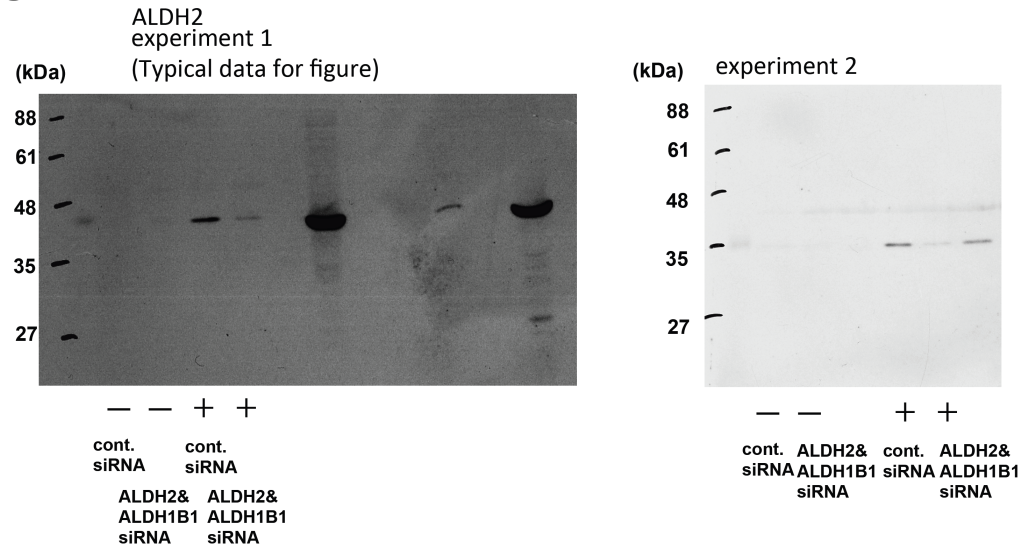 ALDH2
experiment 1
(Typical data for figure)
(kDa)
88
61
48
35
27
— — + +
cont.
siRNA
cont.
siRNA
ALDH2&
ALDH1B1
siRNA
ALDH2&
ALDH1B1
siRNA
experiment 2
(kDa)
88
61
48
35
27
— — + +
cont.
siRNA
ALDH2&
ALDH1B1
siRNA
cont.
siRNA
ALDH2&
ALDH1B1
siRNA